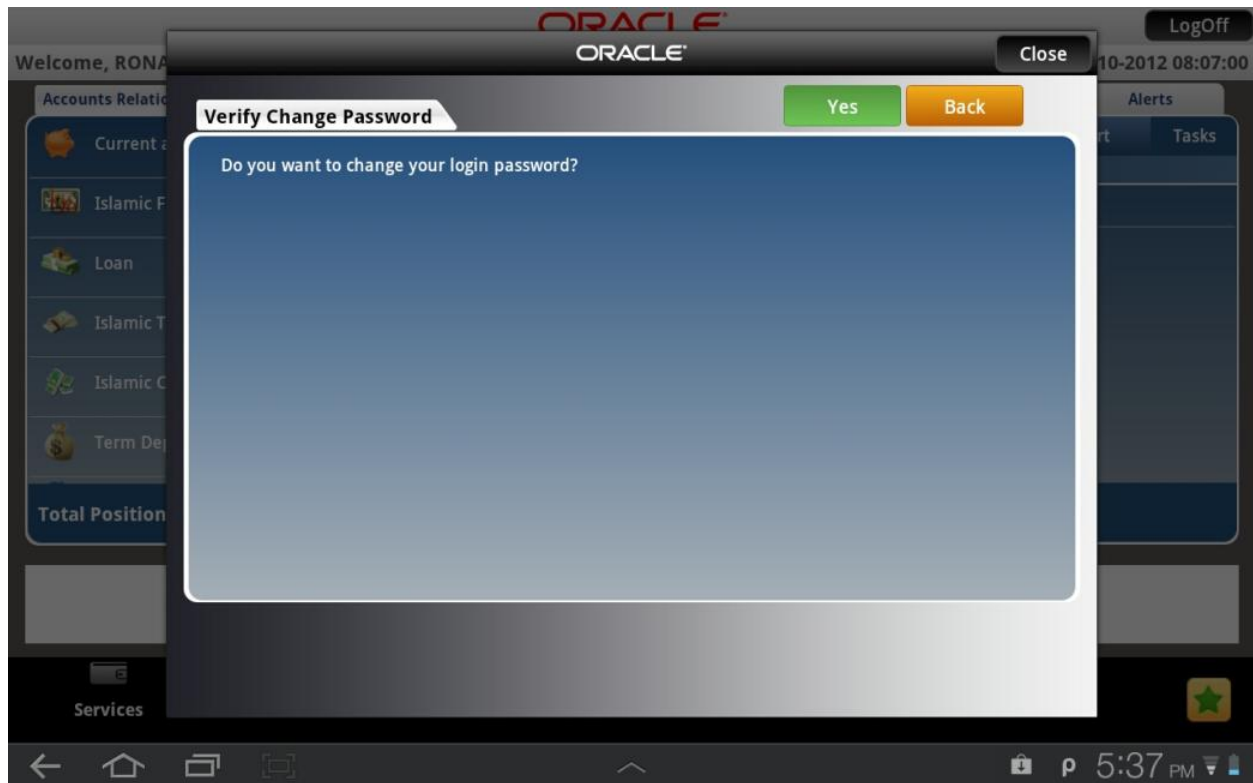 ORACLE
LogOff
ORACLE
Close
Welcome, RONA
10-2012 08:07:00
Accounts Relatio
Verify Change Password
Yes
Back
Alerts
Do you want to change your login password?
Current a
rt
Tasks
Islamic F
Loan
Islamic T
Islamic C
Term Dep
Total Position
Services
5:37 PM